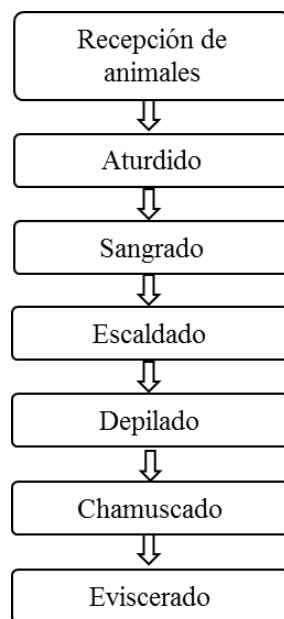 Recepción de
animales
Aturdido
Sangrado
Escaldado
Depilado
Chamuscado
Eviscerado